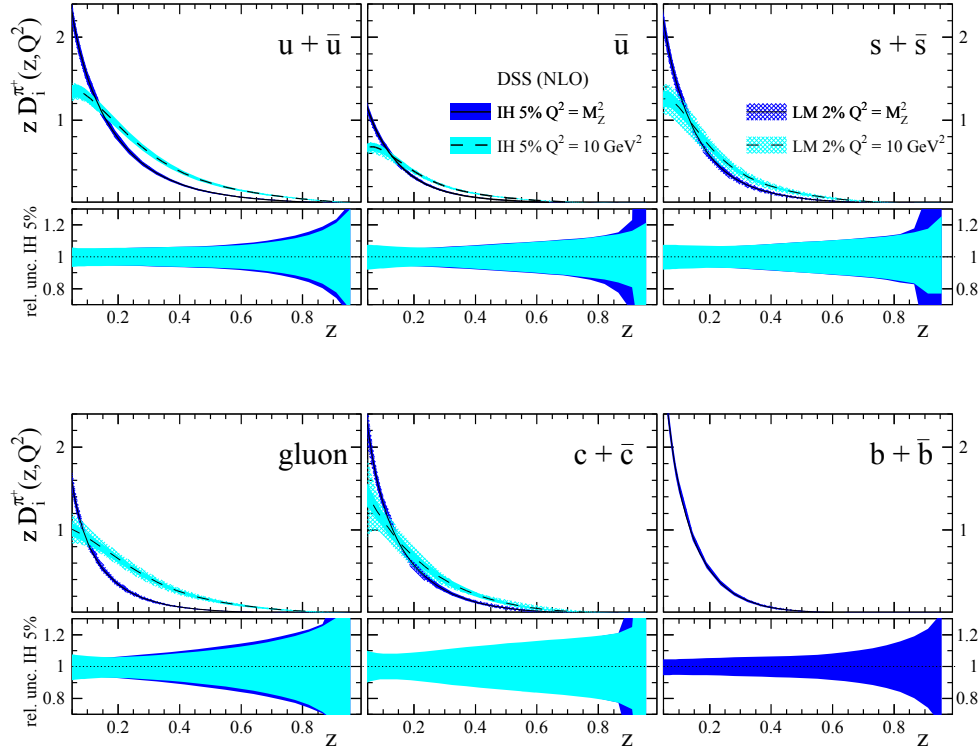 z D_i^{π+}(z,Q²)
2
1
u + ū
ū
DSS (NLO)
IH 5% Q² = M_Z²
IH 5% Q² = 10 GeV²
s + s̄
LM 2% Q² = M_Z²
LM 2% Q² = 10 GeV²
2
1
rel. unc. IH 5%
1.2
1
0.8
1.2
1
0.8
0.2 0.4 0.6 0.8
z
0.2 0.4 0.6 0.8
z
0.2 0.4 0.6 0.8
z
z D_i^{π+}(z,Q²)
2
1
gluon
c + c̄
b + b̄
2
1
rel. unc. IH 5%
1.2
1
0.8
1.2
1
0.8
0.2 0.4 0.6 0.8
z
0.2 0.4 0.6 0.8
z
0.2 0.4 0.6 0.8
z